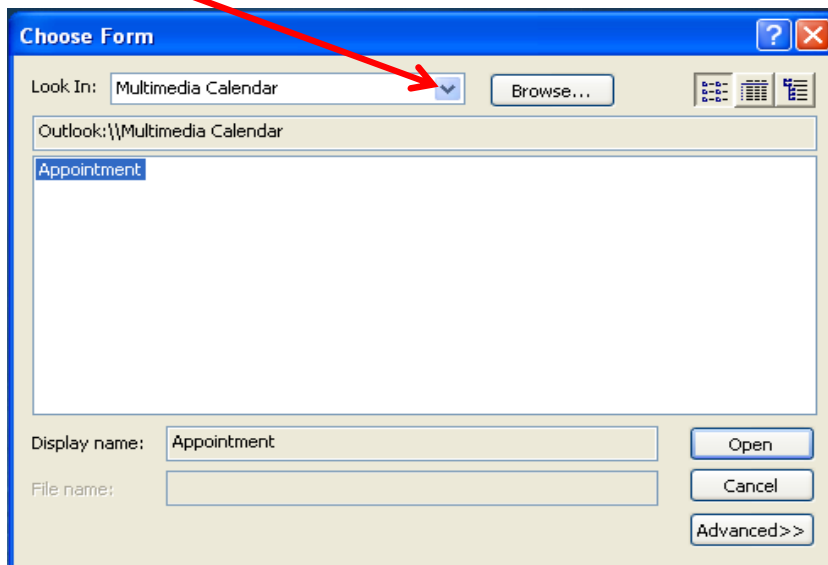 Choose Form
Look In: Multimedia Calendar Browse...
Outlook:\\Multimedia Calendar
Appointment
Display name: Appointment Open
File name: Cancel
Advanced>>